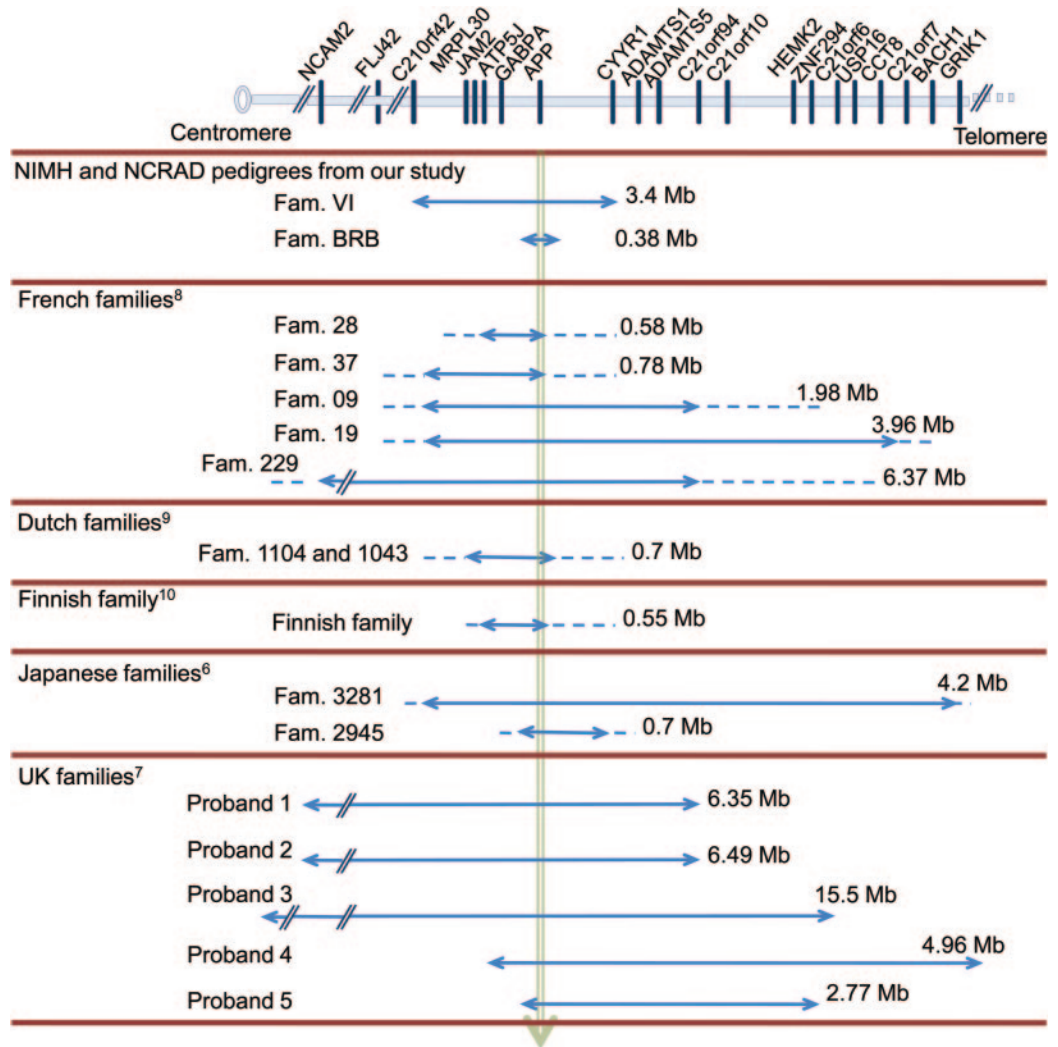 NCAM2
FLJ42
C21orf42
MRPL30
JAM2
ATP5J
GABPA
APP
CYYR1
ADAMTS1
ADAMTS5
C21orf94
C21orf10
HEMK2
ZNF294
C21orf6
USP16
CCT8
C21orf7
BACH1
GRIK1
Centromere
Telomere
NIMH and NCRAD pedigrees from our study
Fam. VI 3.4 Mb
Fam. BRB 0.38 Mb
French families⁸
Fam. 28 0.58 Mb
Fam. 37 0.78 Mb
Fam. 09 1.98 Mb
Fam. 19 3.96 Mb
Fam. 229 6.37 Mb
Dutch families⁹
Fam. 1104 and 1043 0.7 Mb
Finnish family¹⁰
Finnish family 0.55 Mb
Japanese families⁶
Fam. 3281 4.2 Mb
Fam. 2945 0.7 Mb
UK families⁷
Proband 1 6.35 Mb
Proband 2 6.49 Mb
Proband 3 15.5 Mb
Proband 4 4.96 Mb
Proband 5 2.77 Mb